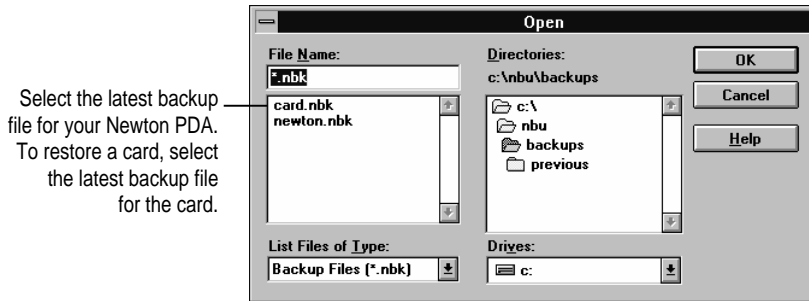 Open
File Name:
*.nbk
card.nbk
newton.nbk
List Files of Type:
Backup Files (*.nbk)
Directories:
c:\nbu\backups
c:\
nbu
backups
previous
Drives:
c:
OK
Cancel
Help
Select the latest backup
file for your Newton PDA.
To restore a card, select
the latest backup file
for the card.